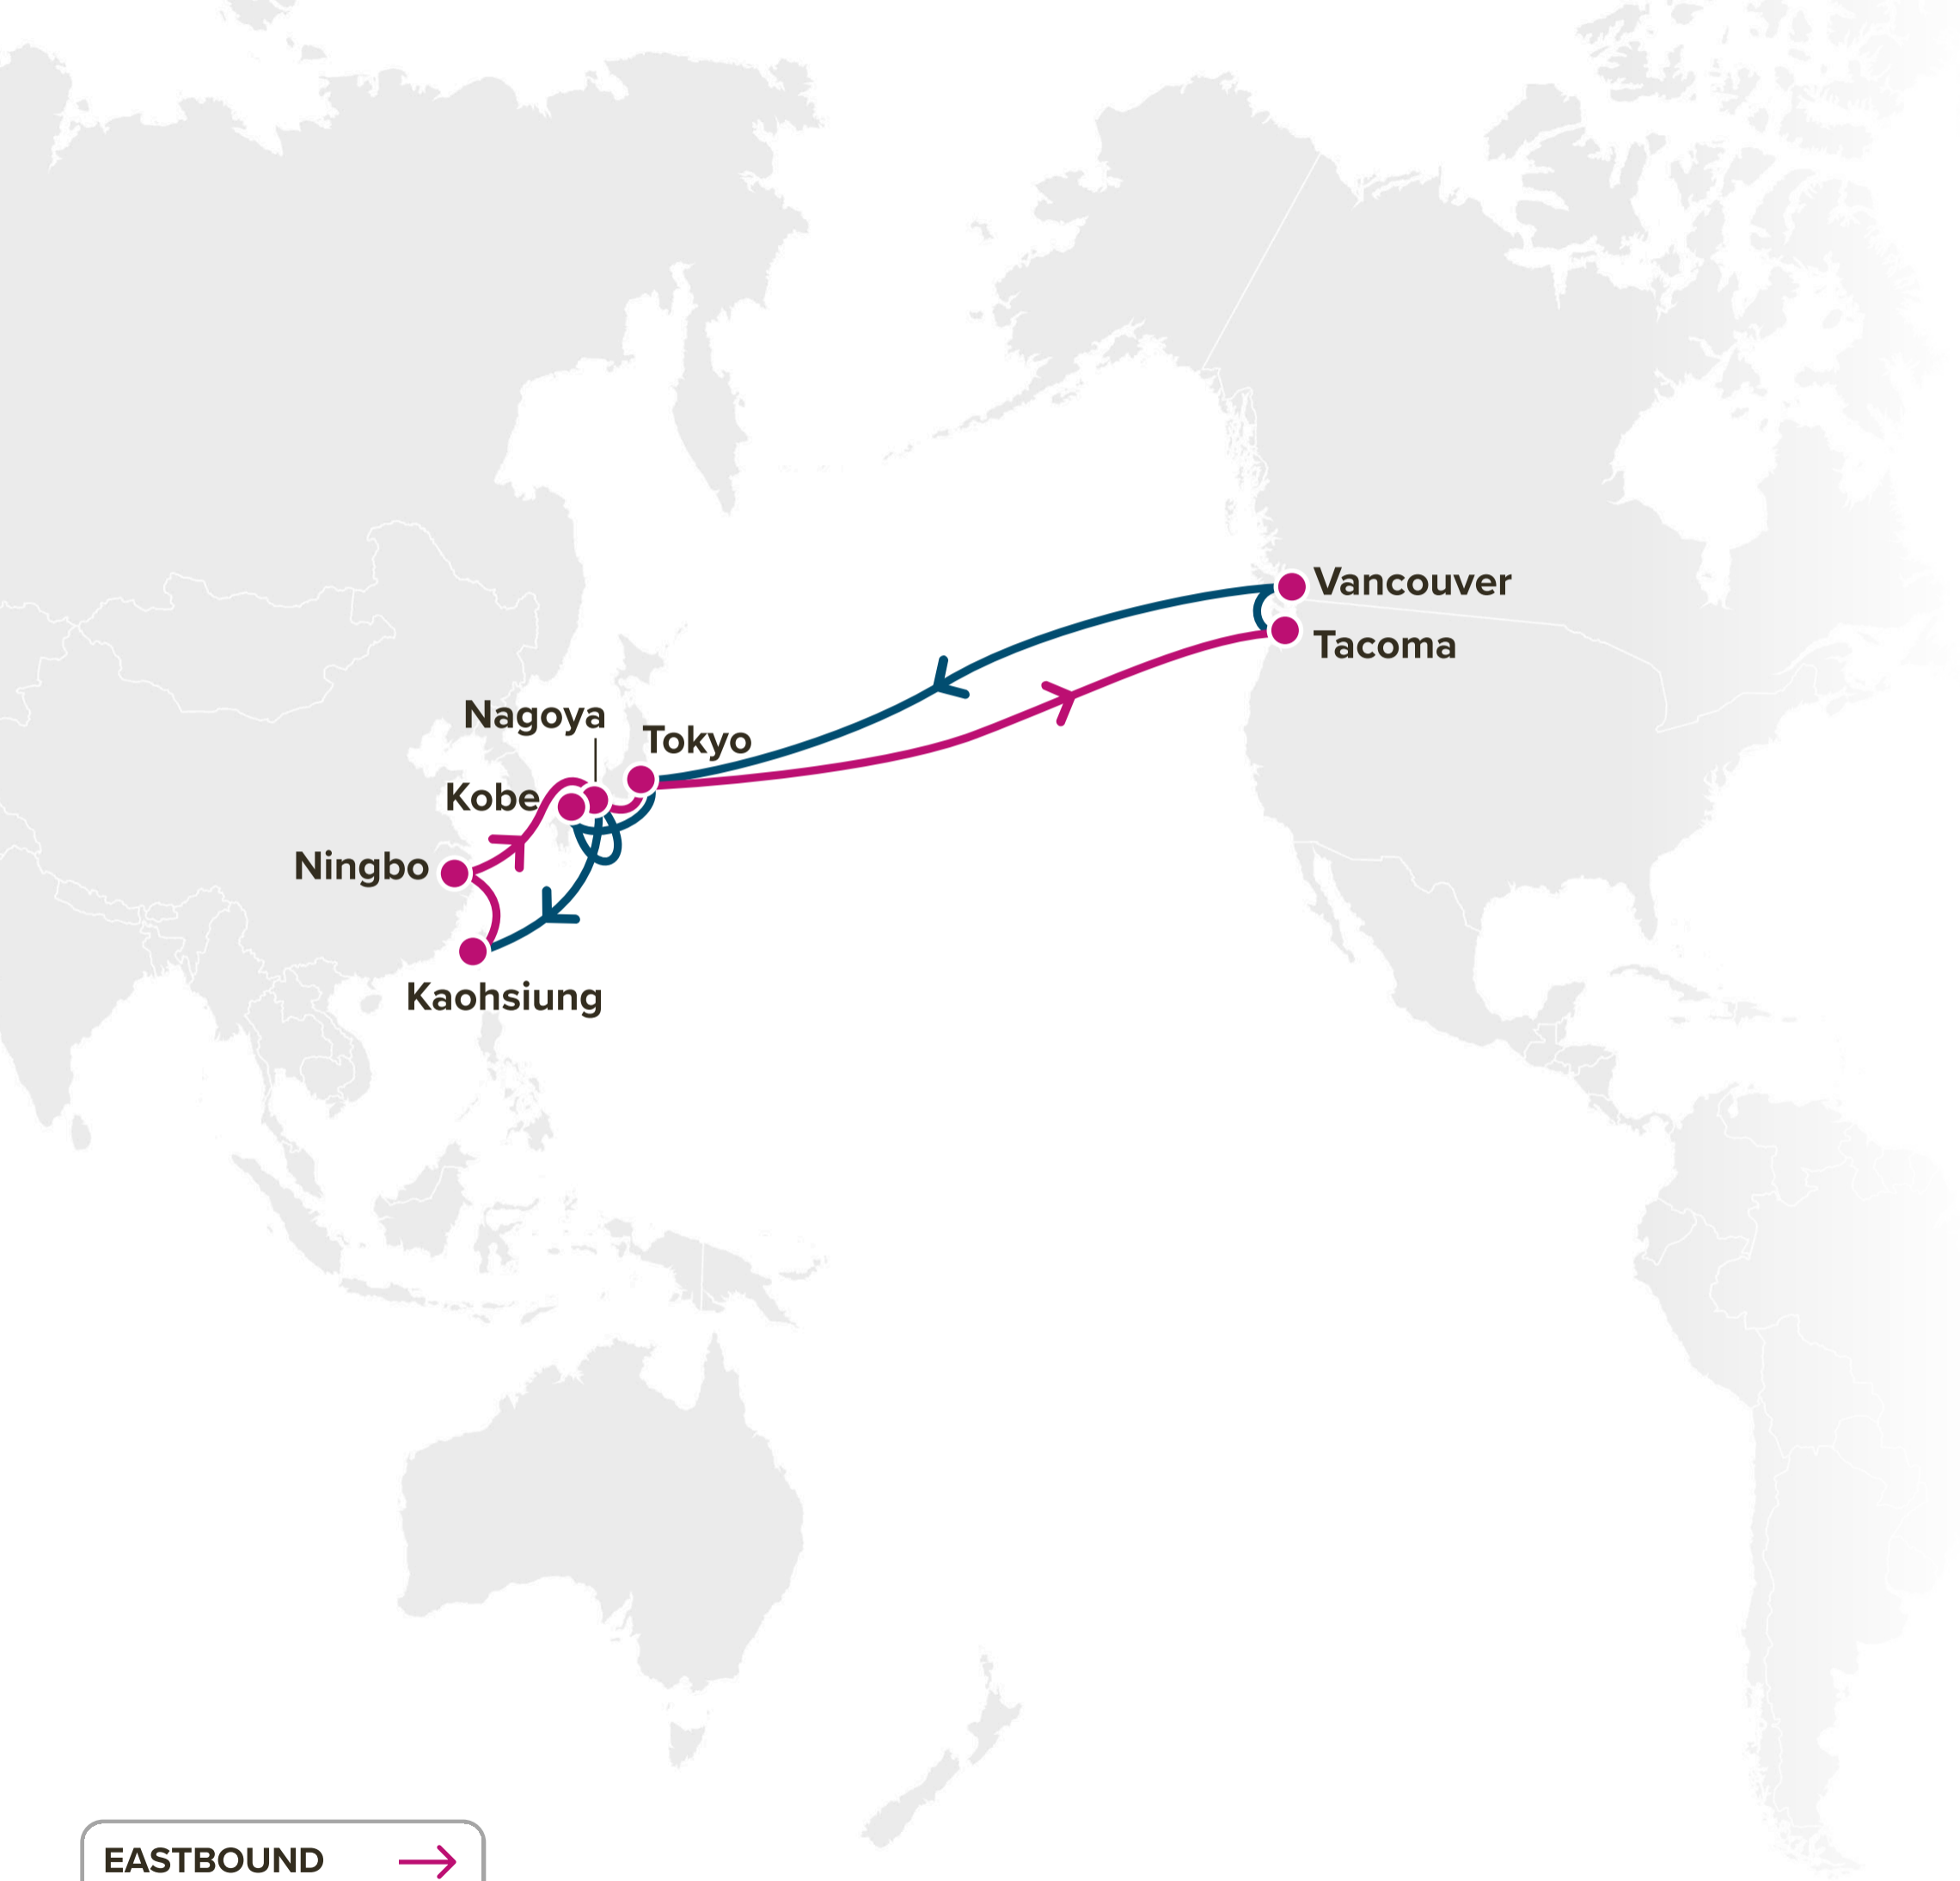 Vancouver
Tacoma
Nagoya
Tokyo
Kobe
Ningbo
Kaohsiung
EASTBOUND